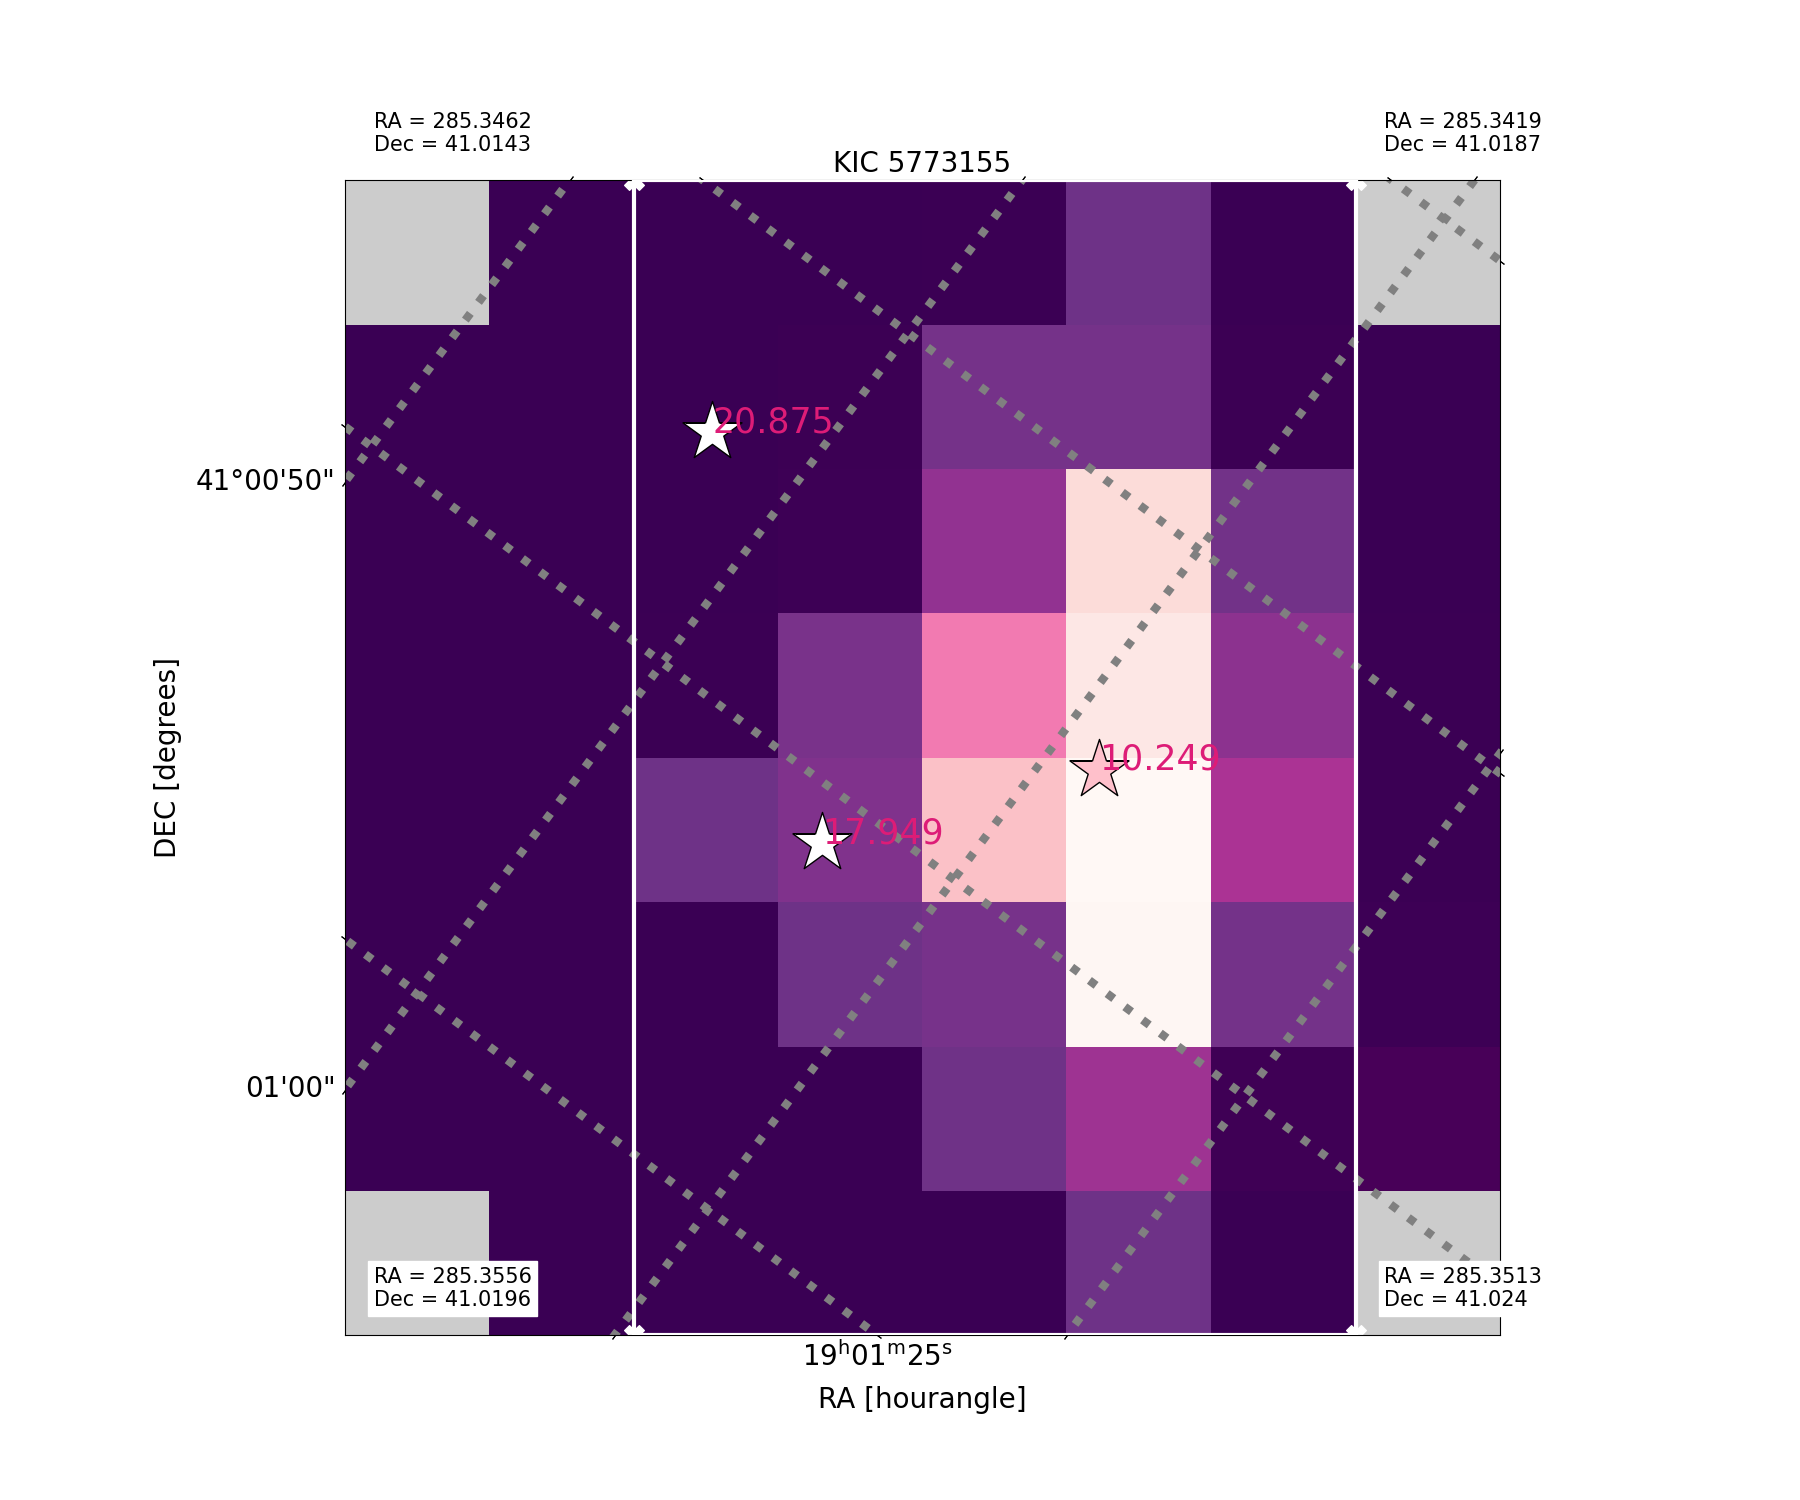 RA = 285.3462
Dec = 41.0143
RA = 285.3419
Dec = 41.0187
KIC 5773155
20.875
41°00'50"
10.249
17.949
DEC [degrees]
01'00"
RA = 285.3556
Dec = 41.0196
RA = 285.3513
Dec = 41.024
19ʰ01ᵐ25ˢ
RA [hourangle]